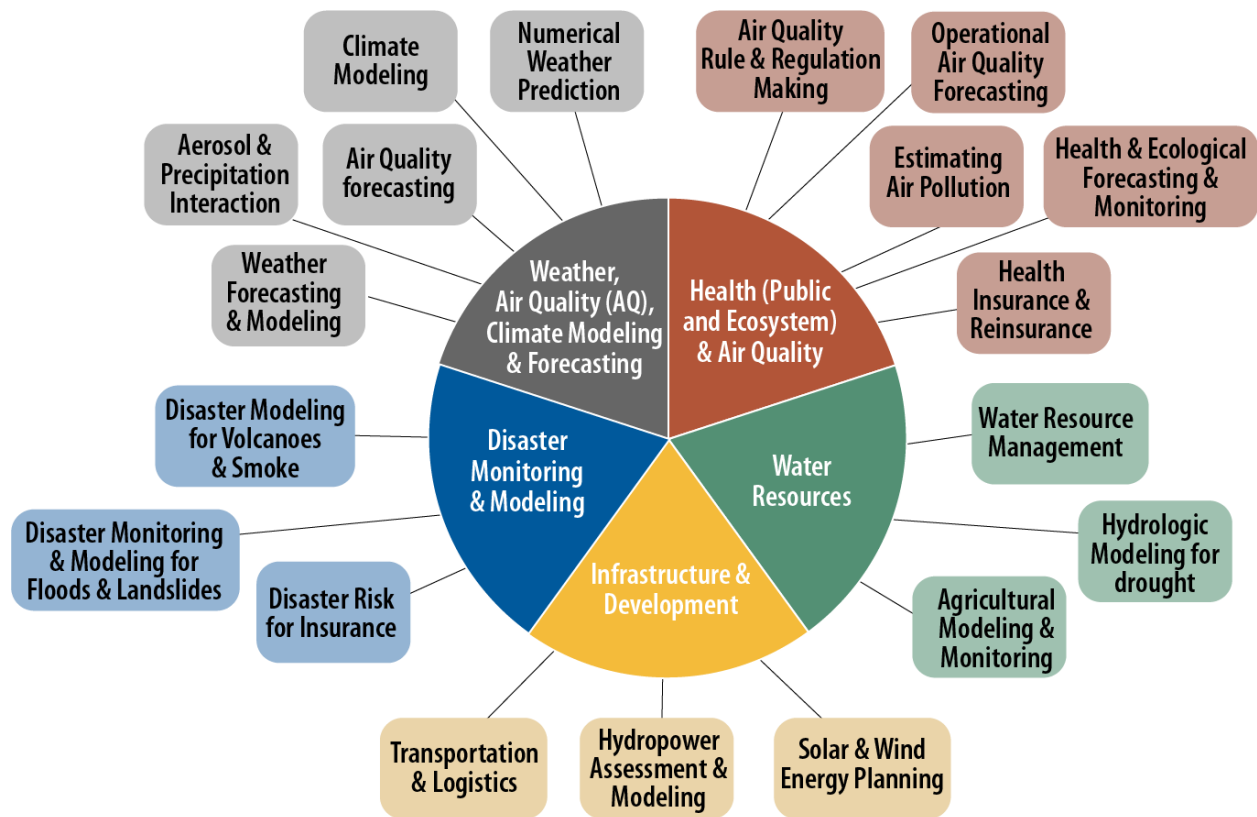 Climate
Modeling
Numerical
Weather
Prediction
Air Quality
Rule & Regulation
Making
Operational
Air Quality
Forecasting
Aerosol &
Precipitation
Interaction
Air Quality
forecasting
Estimating
Air Pollution
Health & Ecological
Forecasting &
Monitoring
Weather
Forecasting
& Modeling
Weather,
Air Quality (AQ),
Climate Modeling
& Forecasting
Health (Public
and Ecosystem)
& Air Quality
Health
Insurance &
Reinsurance
Disaster Modeling
for Volcanoes
& Smoke
Disaster
Monitoring
& Modeling
Water
Resources
Water Resource
Management
Disaster Monitoring
& Modeling for
Floods & Landslides
Hydrologic
Modeling for
drought
Disaster Risk
for Insurance
Infrastructure &
Development
Agricultural
Modeling &
Monitoring
Transportation
& Logistics
Hydropower
Assessment &
Modeling
Solar & Wind
Energy Planning